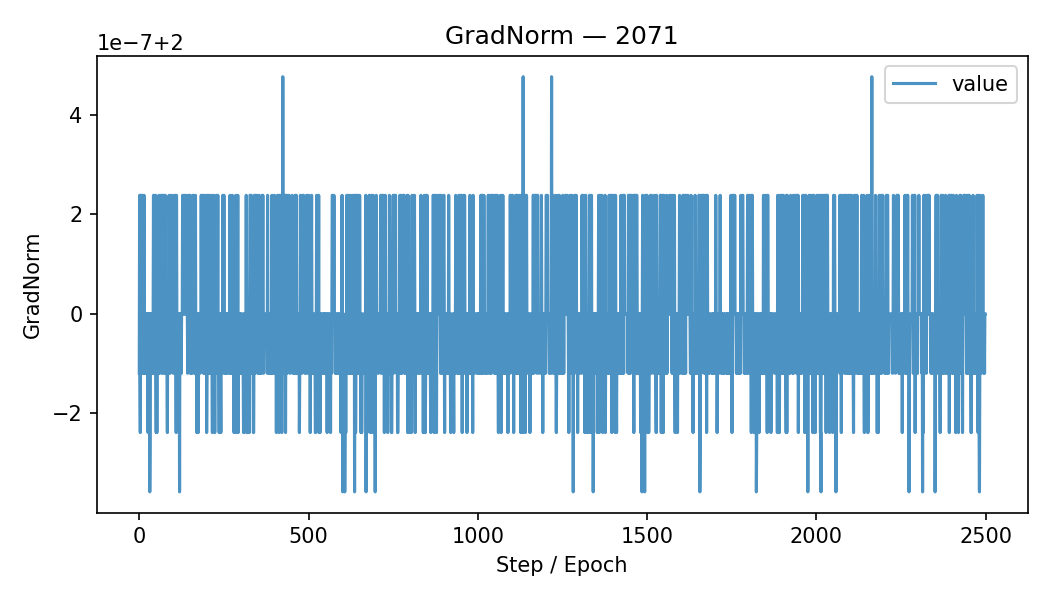 GradNorm — 2071
1e−7+2
value
GradNorm
4
2
0
−2
0
500
1000
1500
2000
2500
Step / Epoch